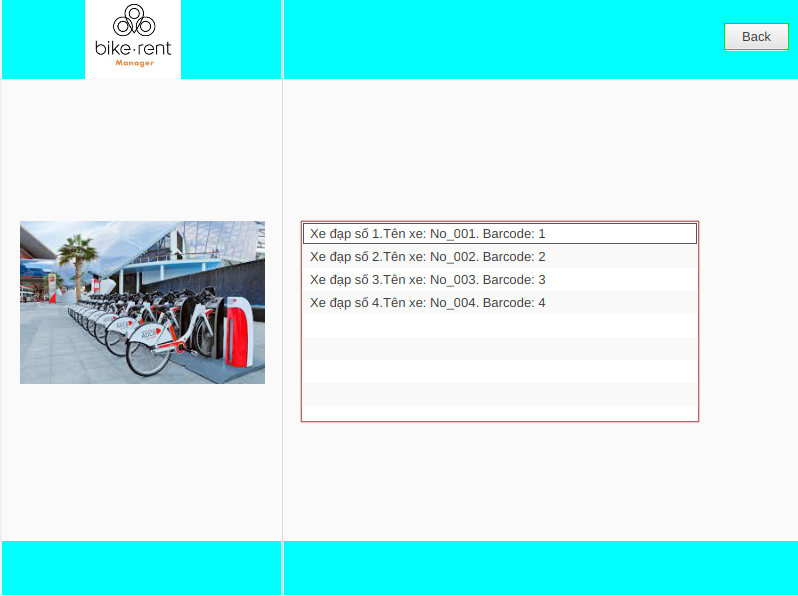 bike·rent
Manager
Back
Xe đạp số 1.Tên xe: No_001. Barcode: 1
Xe đạp số 2.Tên xe: No_002. Barcode: 2
Xe đạp số 3.Tên xe: No_003. Barcode: 3
Xe đạp số 4.Tên xe: No_004. Barcode: 4